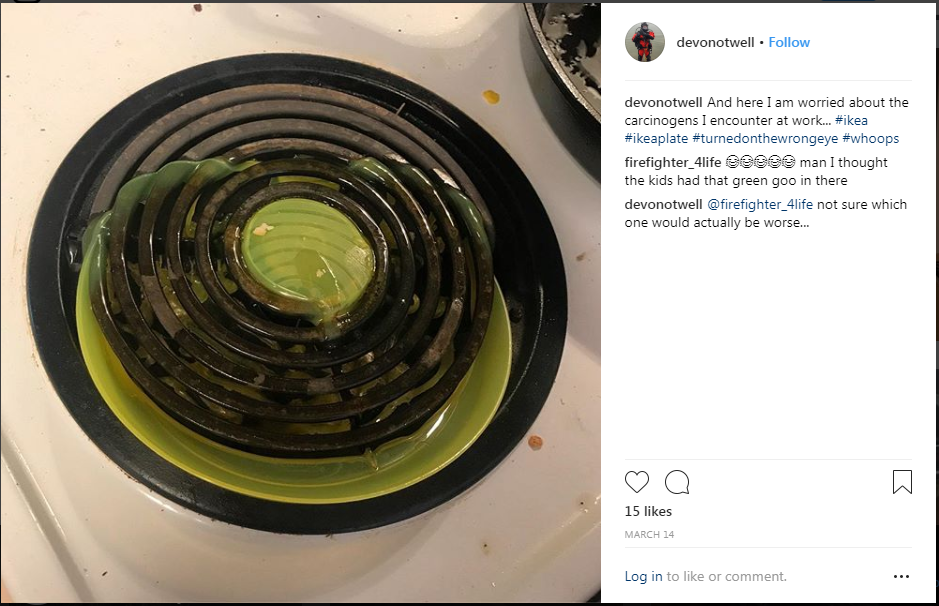 devonotwell • Follow
devonotwell And here I am worried about the
carcinogens I encounter at work... #ikea
#ikeaplate #turnedonthewrongeye #whoops
firefighter_4life 😂😂😂😂😂 man I thought
the kids had that green goo in there
devonotwell @firefighter_4life not sure which
one would actually be worse...
15 likes
MARCH 14
Log in to like or comment.